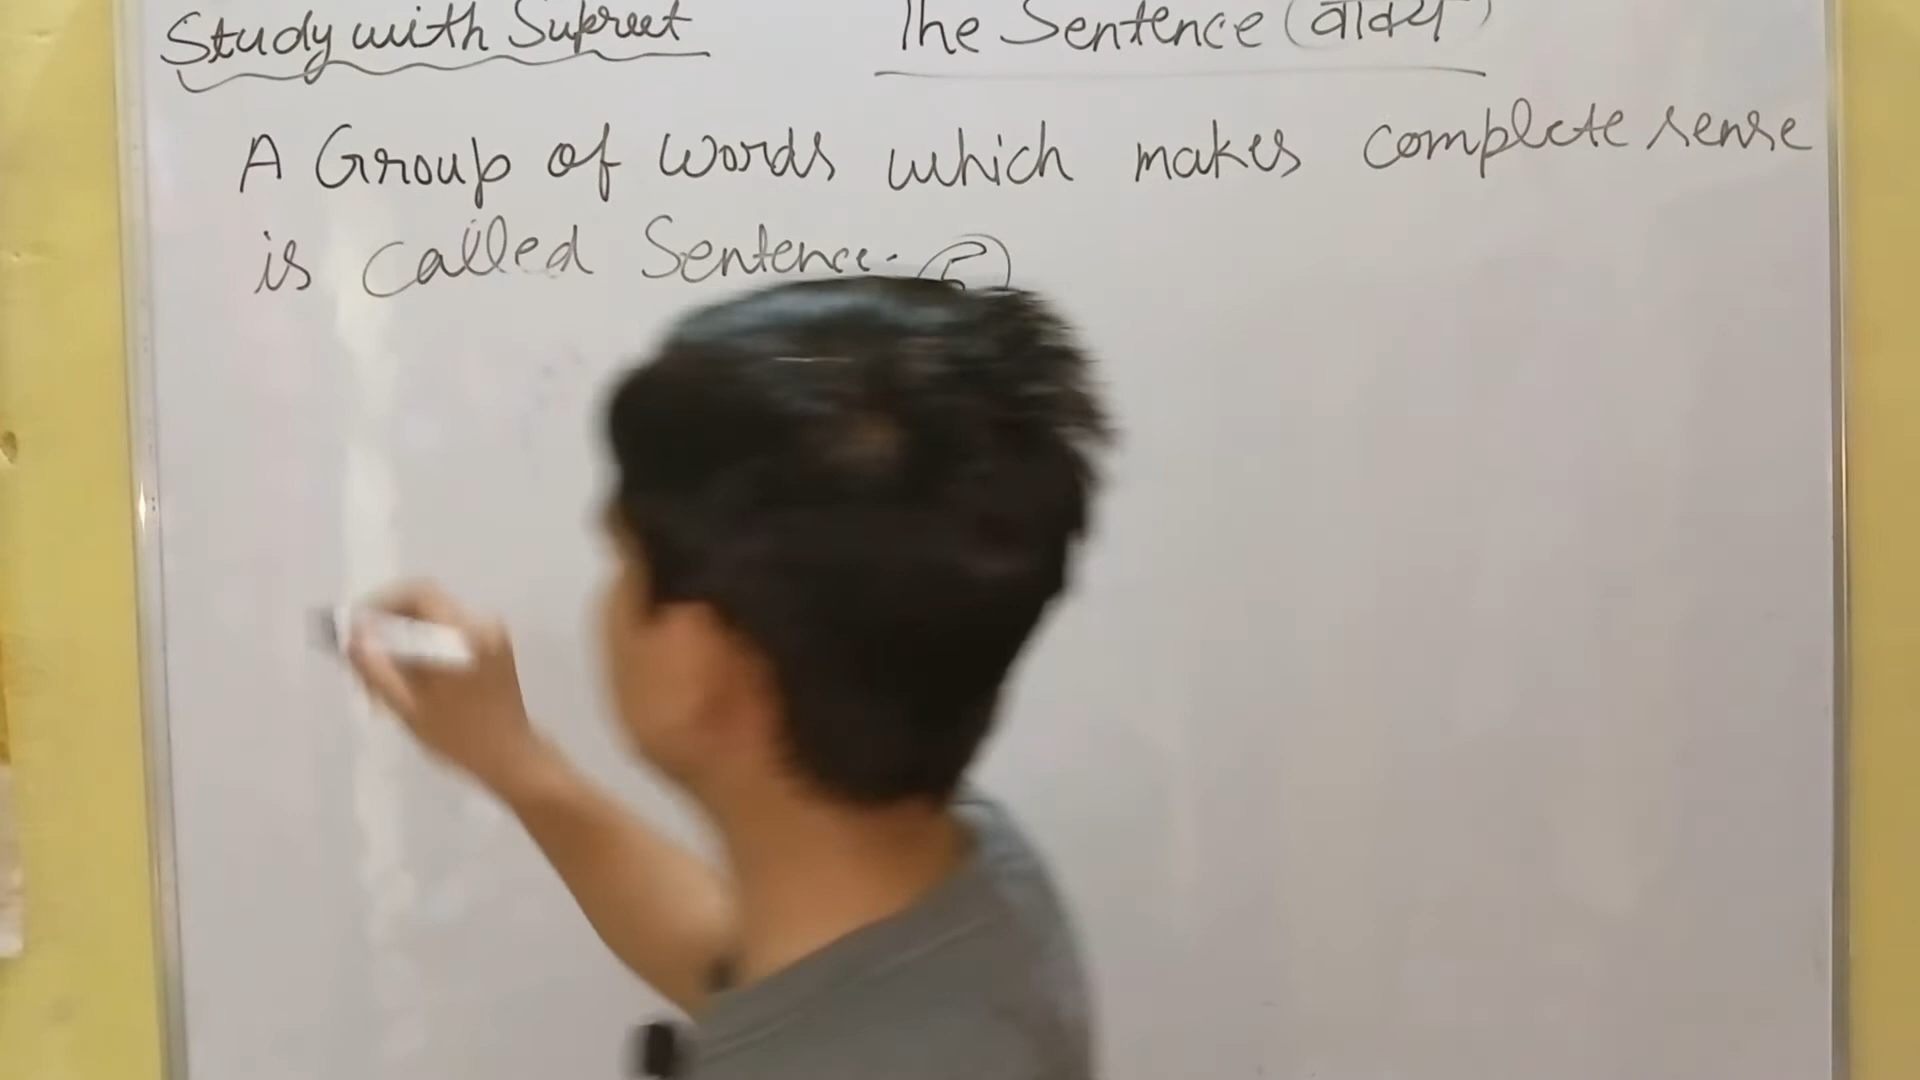 Study with Supreet
The Sentence (वाक्य)
A Group of words which makes complete sense
is called Sentence.